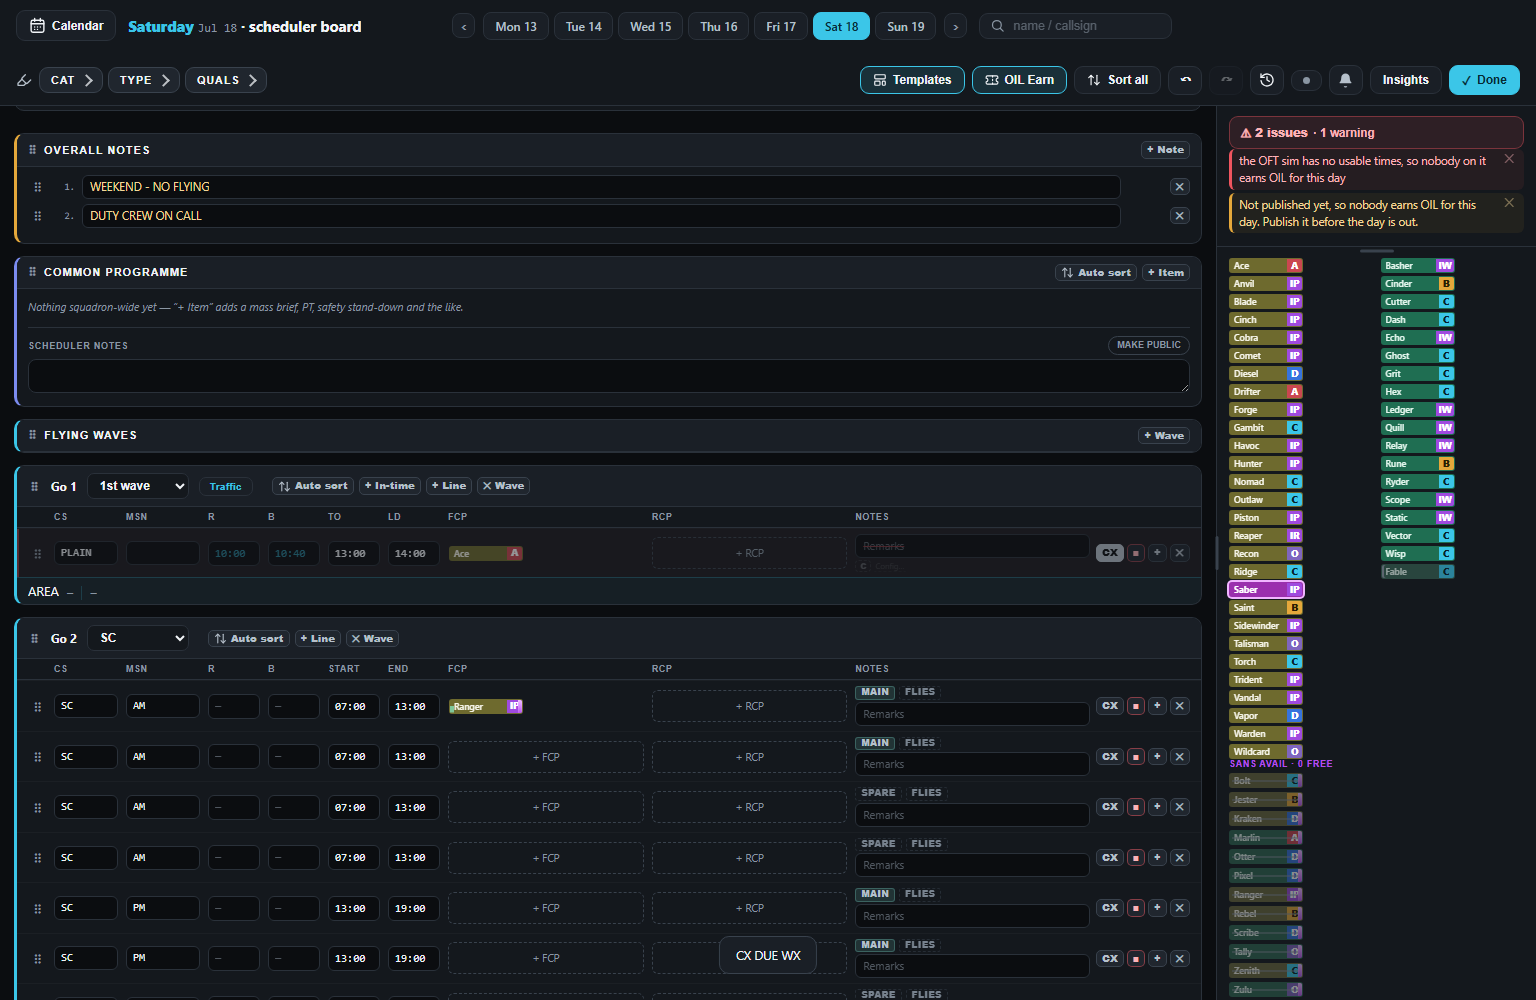 Calendar
Saturday Jul 18 · scheduler board
‹ Mon 13 Tue 14 Wed 15 Thu 16 Fri 17 Sat 18 Sun 19 ›
name / callsign
CAT TYPE QUALS
Templates OIL Earn Sort all Insights ✓ Done
OVERALL NOTES
+ Note
1. WEEKEND - NO FLYING
2. DUTY CREW ON CALL
COMMON PROGRAMME
Auto sort + Item
Nothing squadron-wide yet — "+ Item" adds a mass brief, PT, safety stand-down and the like.
SCHEDULER NOTES
MAKE PUBLIC
FLYING WAVES
+ Wave
Go 1 1st wave Traffic Auto sort + In-time + Line ✕ Wave
CS MSN R B TO LD FCP RCP NOTES
PLAIN 10:00 10:40 13:00 14:00 Ace A + RCP Remarks CX
C Config...
AREA – | –
Go 2 SC Auto sort + Line ✕ Wave
CS MSN R B START END FCP RCP NOTES
MAIN FLIES
SC AM – – 07:00 13:00 Ranger IP + RCP Remarks CX
MAIN FLIES
SC AM – – 07:00 13:00 + FCP + RCP Remarks CX
SPARE FLIES
SC AM – – 07:00 13:00 + FCP + RCP Remarks CX
SPARE FLIES
SC AM – – 07:00 13:00 + FCP + RCP Remarks CX
MAIN FLIES
SC PM – – 13:00 19:00 + FCP + RCP Remarks CX
MAIN FLIES
SC PM – – 13:00 19:00 + FCP Remarks CX
CX DUE WX
SPARE FLIES
⚠ 2 issues · 1 warning
the OFT sim has no usable times, so nobody on it
earns OIL for this day
Not published yet, so nobody earns OIL for this
day. Publish it before the day is out.
Ace A
Anvil IP
Blade IP
Cinch IP
Cobra IP
Comet IP
Diesel D
Drifter A
Forge IP
Gambit C
Havoc IP
Hunter IP
Nomad C
Outlaw C
Piston IP
Reaper IR
Recon O
Ridge C
Saber IP
Saint B
Sidewinder IP
Talisman O
Torch C
Trident IP
Vandal IP
Vapor D
Warden IP
Wildcard O
Basher IW
Cinder B
Cutter C
Dash C
Echo IW
Ghost C
Grit C
Hex C
Ledger IW
Quill IW
Relay IW
Rune B
Ryder C
Scope IW
Static IW
Vector C
Wisp C
Fable C
SANS AVAIL · 0 FREE
Bolt C
Jester B
Kraken D
Marlin A
Otter D
Pixel D
Ranger IP
Rebel B
Scribe D
Tally O
Zenith C
Zulu O